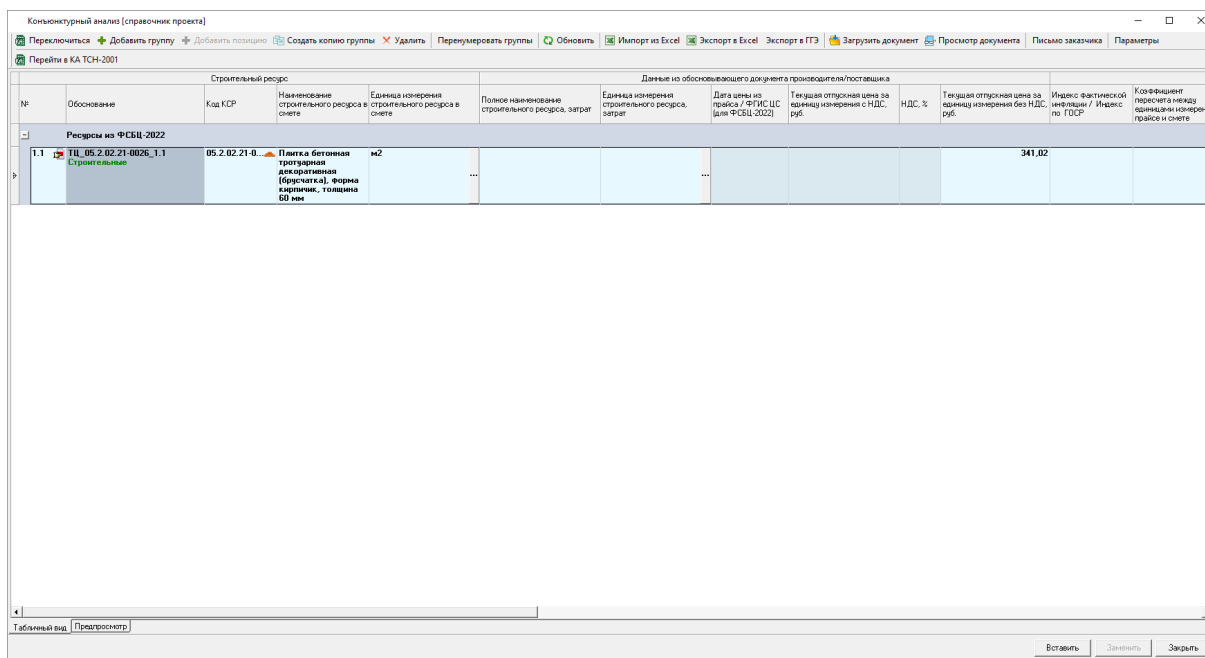 Конъюнктурный анализ [справочник проекта]
Переключиться Добавить группу Добавить позицию Создать копию группы Удалить Перенумеровать группы Обновить Импорт из Excel Экспорт в Excel Экспорт в ГГЭ Загрузить документ Просмотр документа Письмо заказчика Параметры
Перейти в КА ТСН-2001
Строительный ресурс
Данные из обосновывающего документа производителя/поставщика
№
Обоснование
Код КСР
Наименование
строительного ресурса в
смете
Единица измерения
строительного ресурса в
смете
Полное наименование
строительного ресурса, затрат
Единица измерения
строительного ресурса,
затрат
Дата цены из
прайса / ФГИС ЦС
(для ФСБЦ-2022)
Текущая отпускная цена за
единицу измерения с НДС,
руб.
НДС, %
Текущая отпускная цена за
единицу измерения без НДС,
руб.
Индекс фактической
инфляции / Индекс
по ГОСР
Коэффициент
пересчета между
единицами измерен
прайсе и смете
Ресурсы из ФСБЦ-2022
1.1
ТЦ_05.2.02.21-0026_1.1
Строительные
05.2.02.21-0...
Плитка бетонная
тротуарная
декоративная
(брусчатка), форма
кирпичик, толщина
60 мм
м2
...
...
341,02
Табличный вид Предпросмотр
Вставить Заменить Закрыть